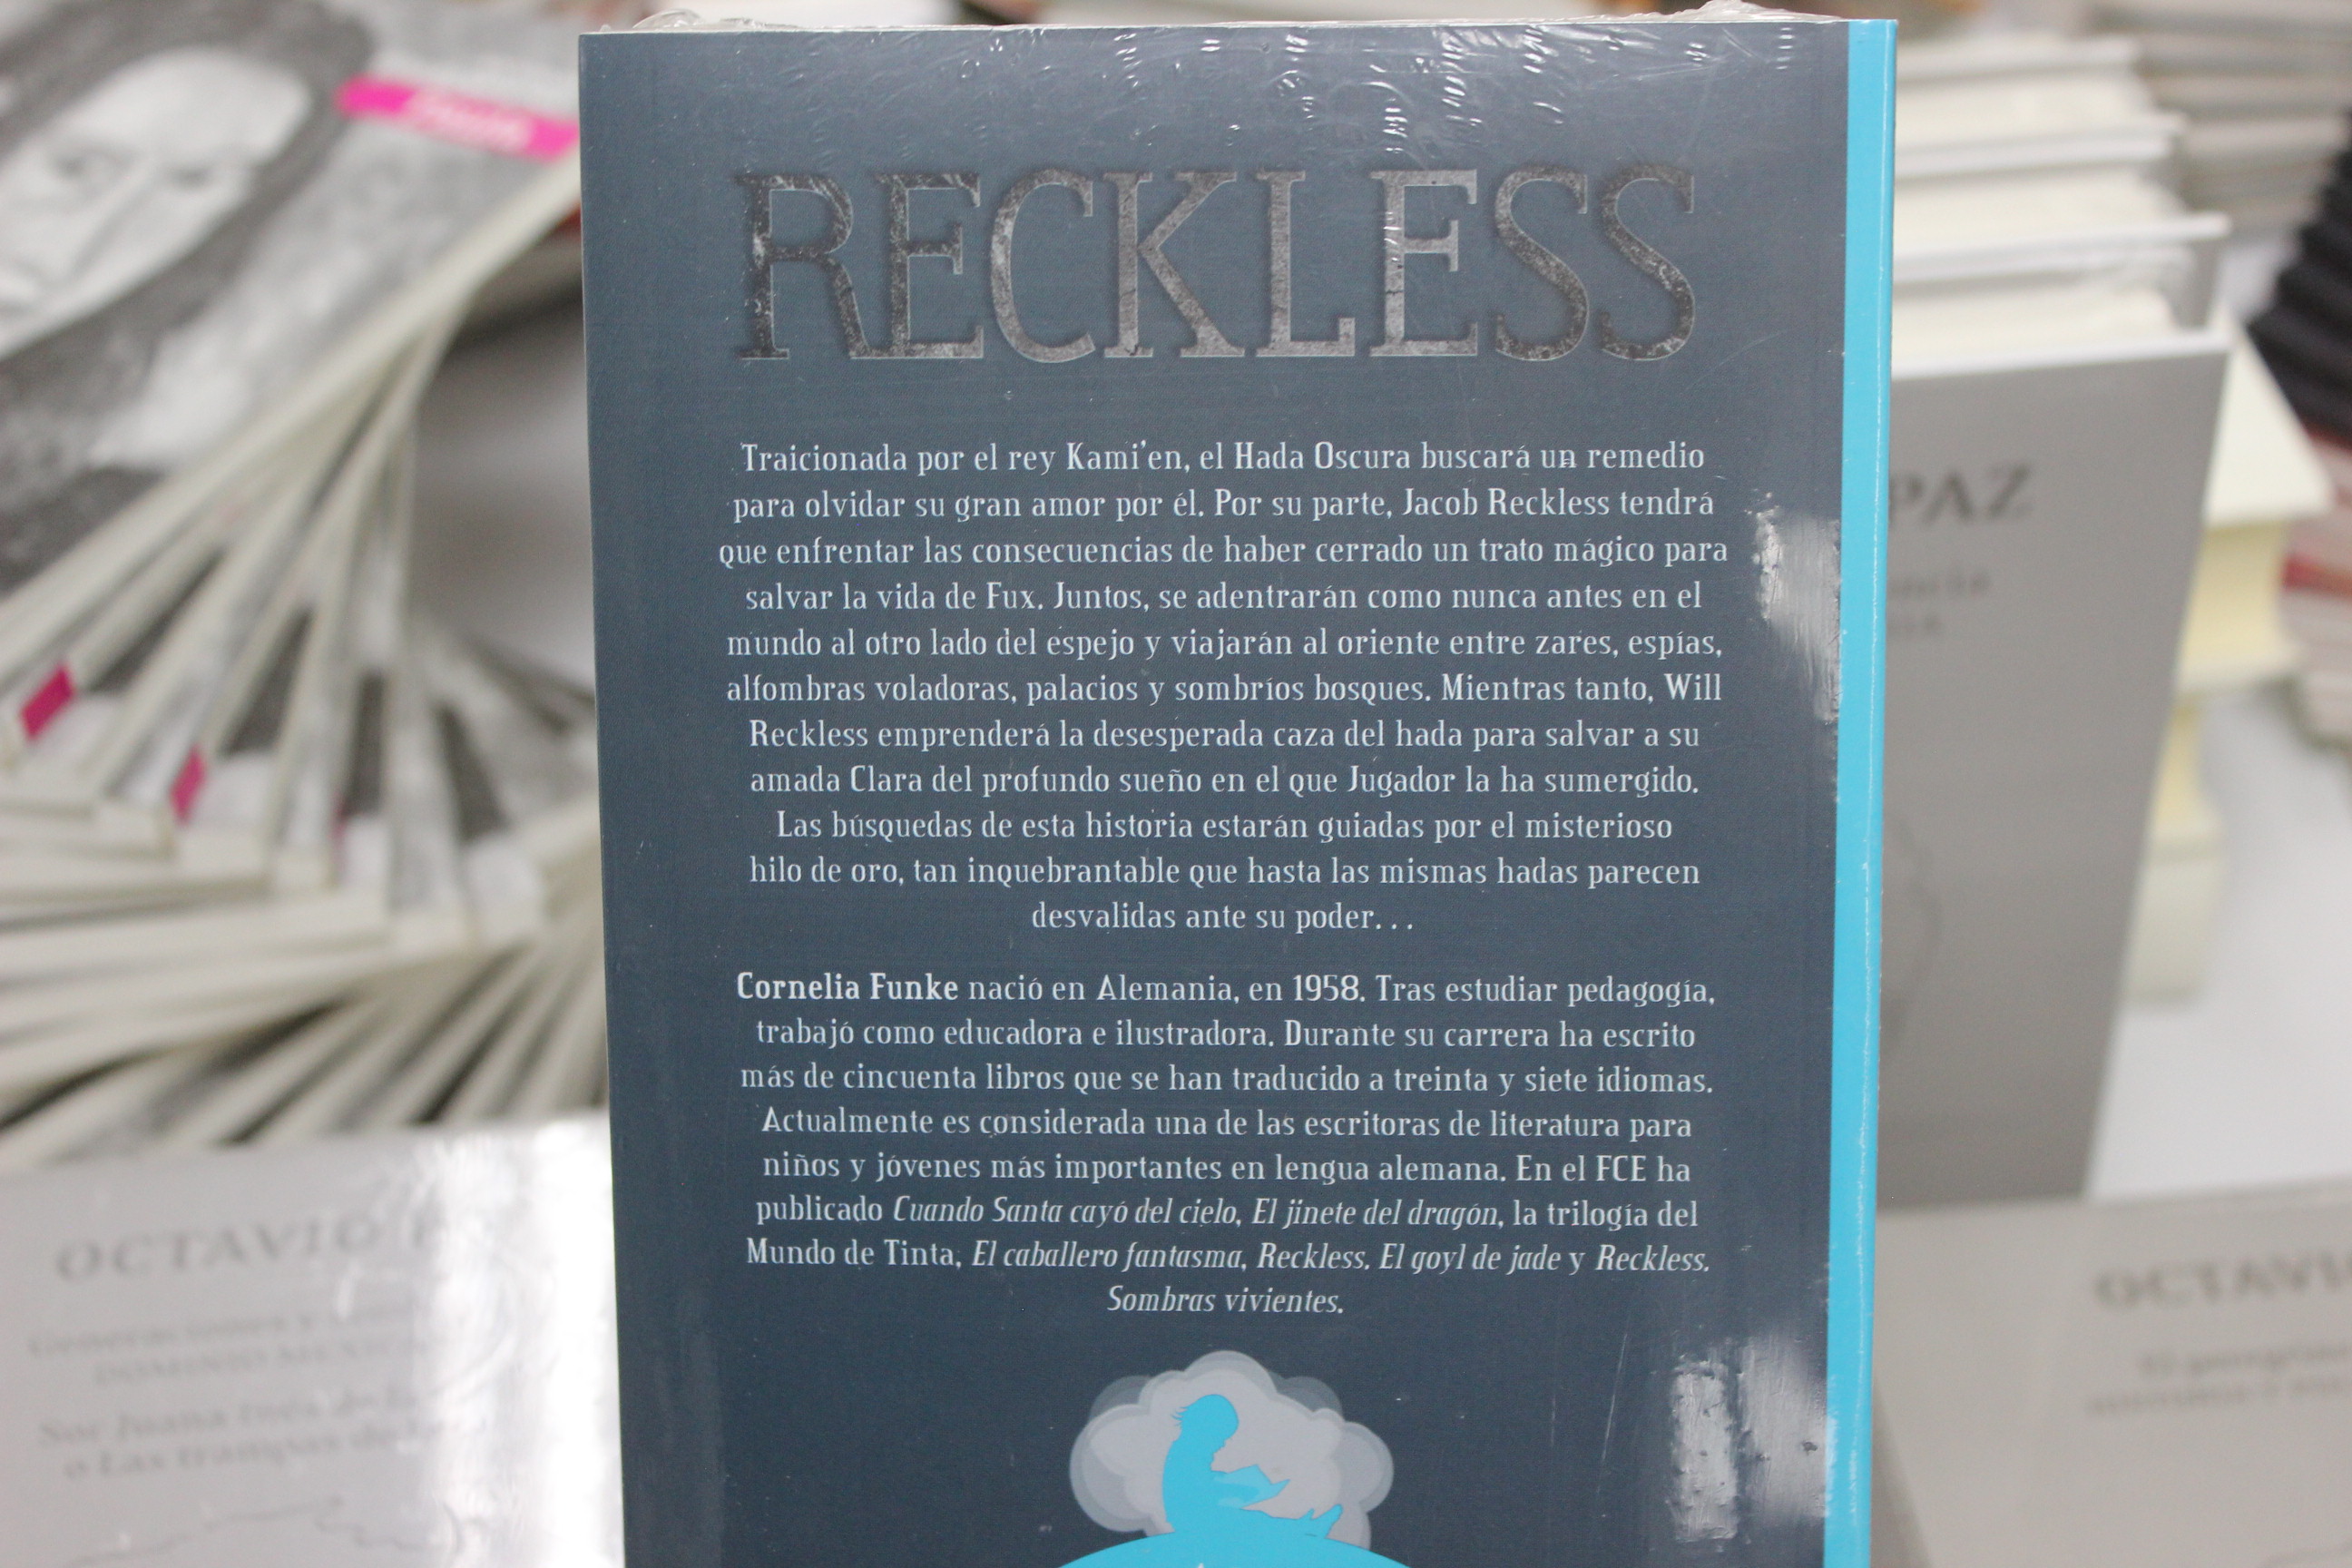 RECKLESS
Traicionada por el rey Kami'en, el Hada Oscura buscará un remedio
para olvidar su gran amor por él. Por su parte, Jacob Reckless tendrá
que enfrentar las consecuencias de haber cerrado un trato mágico para
salvar la vida de Fux. Juntos, se adentrarán como nunca antes en el
mundo al otro lado del espejo y viajarán al oriente entre zares, espías,
alfombras voladoras, palacios y sombríos bosques. Mientras tanto, Will
Reckless emprenderá la desesperada caza del hada para salvar a su
amada Clara del profundo sueño en el que Jugador la ha sumergido.
Las búsquedas de esta historia estarán guiadas por el misterioso
hilo de oro, tan inquebrantable que hasta las mismas hadas parecen
desvalidas ante su poder...
Cornelia Funke nació en Alemania, en 1958. Tras estudiar pedagogía,
trabajó como educadora e ilustradora. Durante su carrera ha escrito
más de cincuenta libros que se han traducido a treinta y siete idiomas.
Actualmente es considerada una de las escritoras de literatura para
niños y jóvenes más importantes en lengua alemana. En el FCE ha
publicado Cuando Santa cayó del cielo, El jinete del dragón, la trilogía del
Mundo de Tinta, El caballero fantasma, Reckless. El goyl de jade y Reckless.
Sombras vivientes.
PAZ
OCTAVIO
Generaciones y
Sor Juana Inés de la
o Las trampas de
OCTAVI